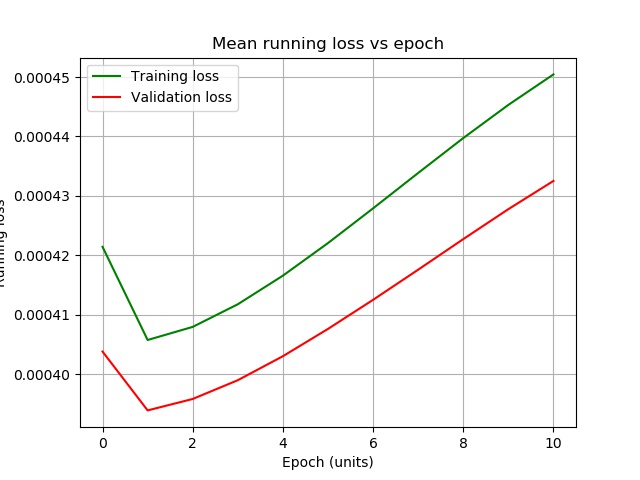 Mean running loss vs epoch
Training loss
Validation loss
0.00045
0.00044
0.00043
0.00042
0.00041
0.00040
loss
0 2 4 6 8 10
Epoch (units)